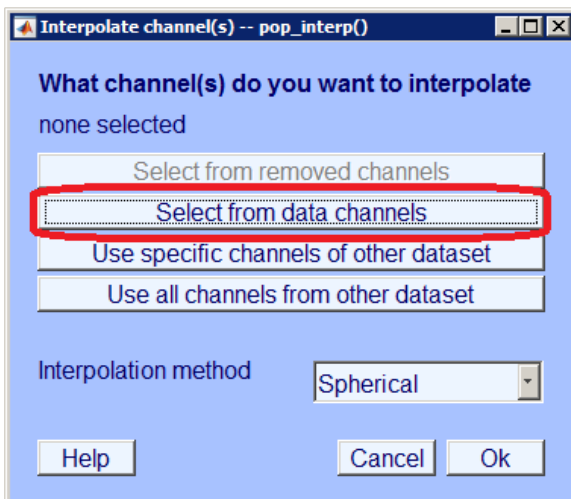 Interpolate channel(s) -- pop_interp()
What channel(s) do you want to interpolate
none selected
Select from removed channels
Select from data channels
Use specific channels of other dataset
Use all channels from other dataset
Interpolation method
Spherical
Help
Cancel
Ok